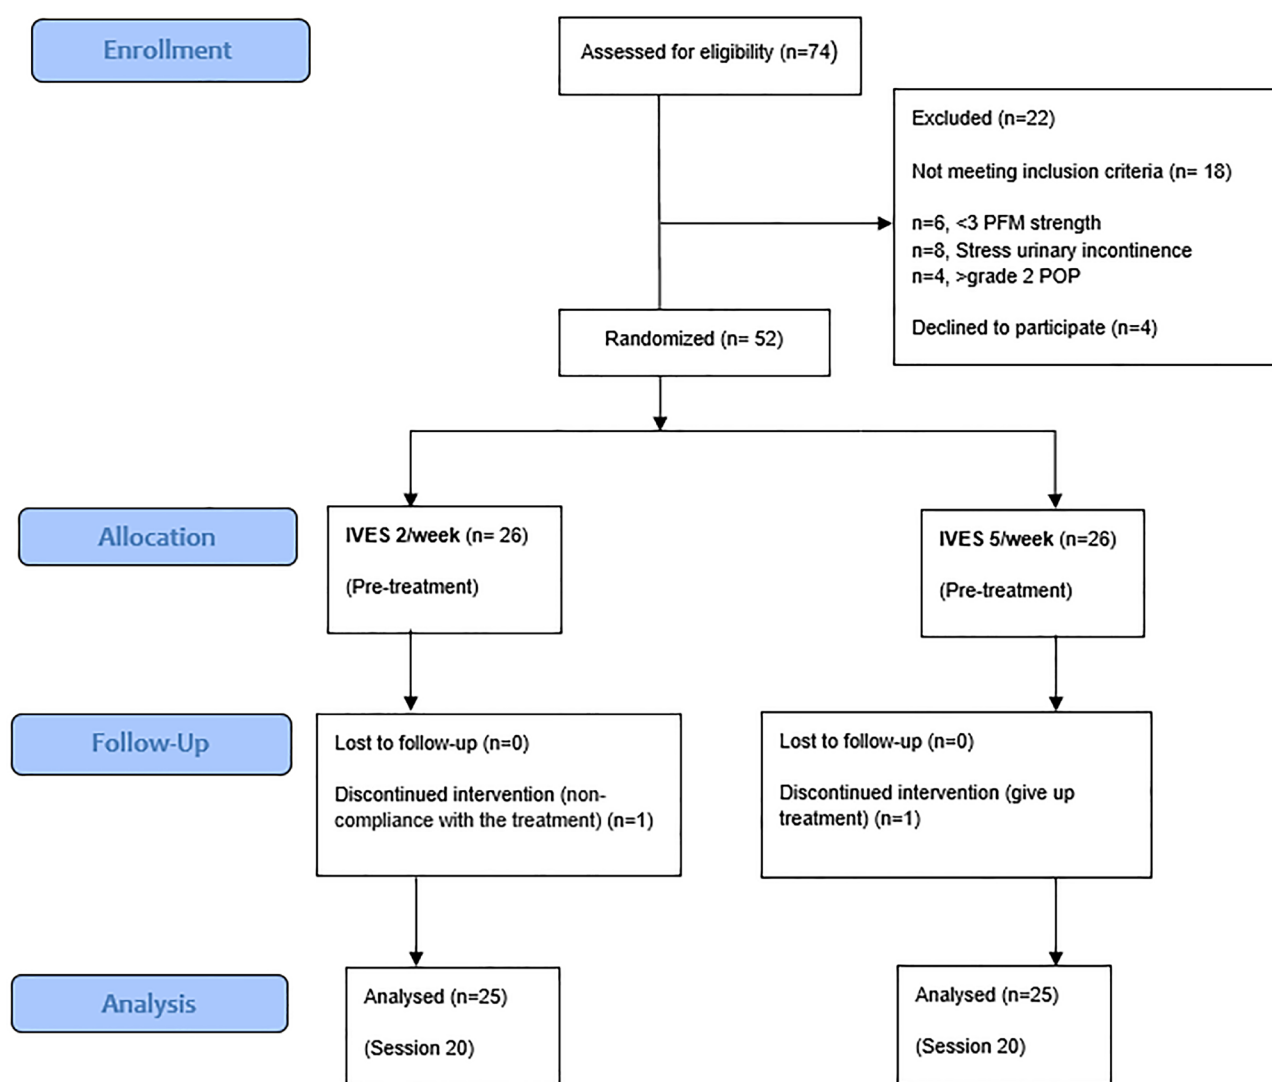 Enrollment
Assessed for eligibility (n=74)
Excluded (n=22)
Not meeting inclusion criteria (n= 18)
n=6, <3 PFM strength
n=8, Stress urinary incontinence
n=4, >grade 2 POP
Declined to participate (n=4)
Randomized (n= 52)
Allocation
IVES 2/week (n= 26)
(Pre-treatment)
IVES 5/week (n=26)
(Pre-treatment)
Follow-Up
Lost to follow-up (n=0)
Discontinued intervention (non-
compliance with the treatment) (n=1)
Lost to follow-up (n=0)
Discontinued intervention (give up
treatment) (n=1)
Analysis
Analysed (n=25)
(Session 20)
Analysed (n=25)
(Session 20)